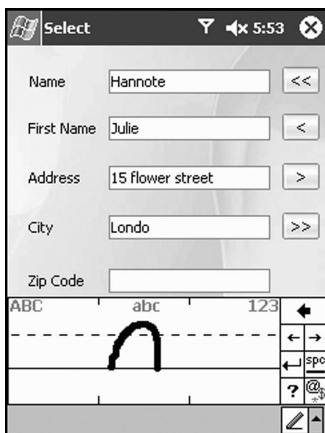 Select 5:53
Name Hannote <<
First Name Julie <
Address 15 flower street >
City Londo >>
Zip Code
ABC abc 123
spc
? @$*